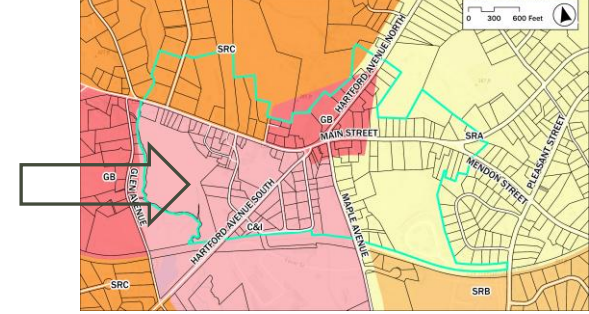 0 300 600 Feet
SRC
HARTFORD AVENUE NORTH
GB
MAIN STREET
SRA
MENDON STREET
PLEASANT STREET
GB
GLEN AVENUE
HARTFORD AVENUE SOUTH
C&I
MAPLE AVENUE
SRC
SRB